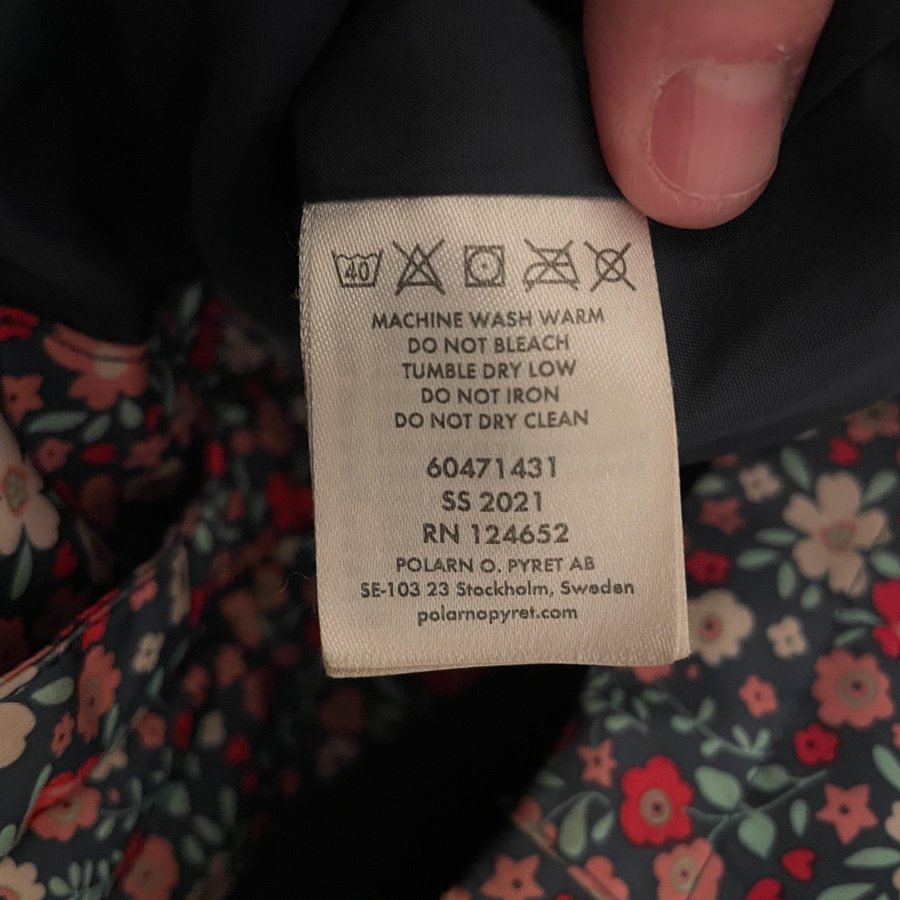 40
MACHINE WASH WARM
DO NOT BLEACH
TUMBLE DRY LOW
DO NOT IRON
DO NOT DRY CLEAN
60471431
SS 2021
RN 124652
POLARN O. PYRET AB
SE-103 23 Stockholm, Sweden
polarnopyret.com